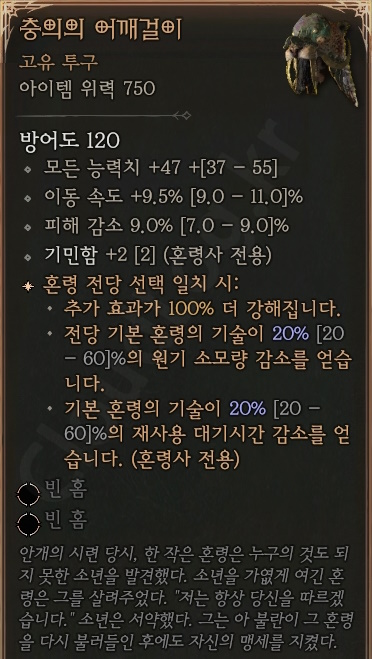 충의의 어깨걸이
고유 투구
아이템 위력 750
방어도 120
모든 능력치 +47 +[37 – 55]
이동 속도 +9.5% [9.0 – 11.0]%
피해 감소 9.0% [7.0 – 9.0]%
기민함 +2 [2] (혼령사 전용)
혼령 전당 선택 일치 시:
추가 효과가 100% 더 강해집니다.
전당 기본 혼령의 기술이 20% [20
– 60]%의 원기 소모량 감소를 얻습
니다.
기본 혼령의 기술이 20% [20 –
60]%의 재사용 대기시간 감소를 얻
습니다. (혼령사 전용)
빈 홈
빈 홈
안개의 시련 당시, 한 작은 혼령은 누구의 것도 되
지 못한 소년을 발견했다. 소년을 가엾게 여긴 혼
령은 그를 살려주었다. "저는 항상 당신을 따르겠
습니다." 소년은 서약했다. 그는 아 불란이 그 혼령
을 다시 불러들인 후에도 자신의 맹세를 지켰다.